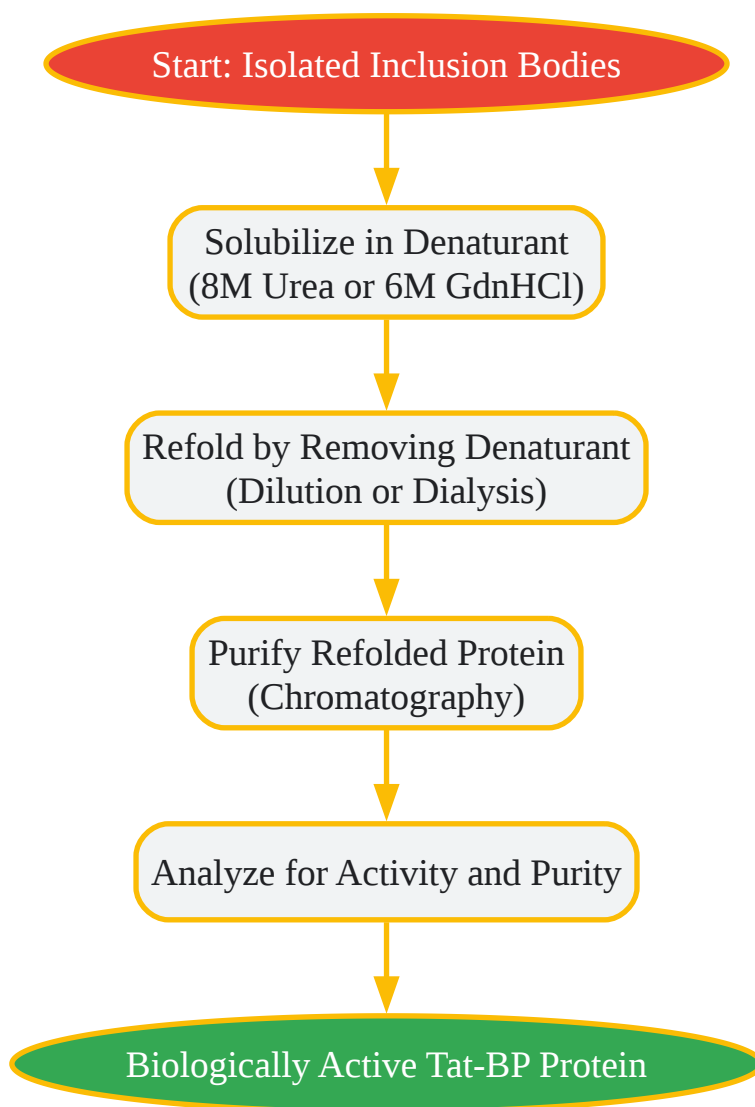 Start: Isolated Inclusion Bodies
Solubilize in Denaturant
(8M Urea or 6M GdnHCl)
Refold by Removing Denaturant
(Dilution or Dialysis)
Purify Refolded Protein
(Chromatography)
Analyze for Activity and Purity
Biologically Active Tat-BP Protein